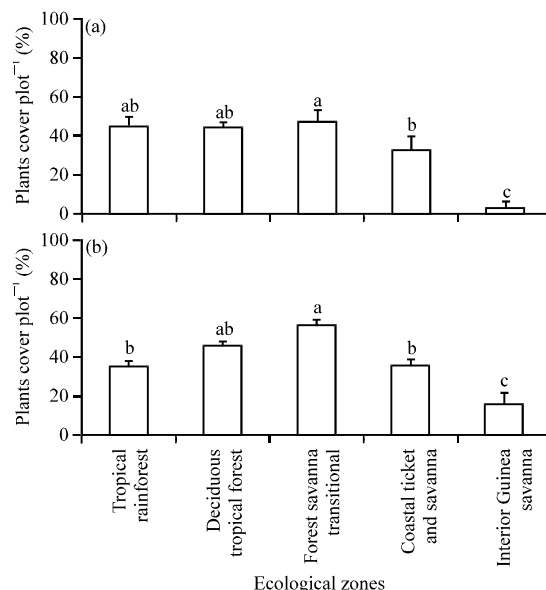 (a)
Plants cover plot⁻¹ (%)
100
80
60
40
20
0
ab
ab
a
b
c
(b)
Plants cover plot⁻¹ (%)
100
80
60
40
20
0
b
ab
a
b
c
Tropical
rainforest
Deciduous
tropical forest
Forest savanna
transitional
Coastal ticket
and savanna
Interior Guinea
savanna
Ecological zones